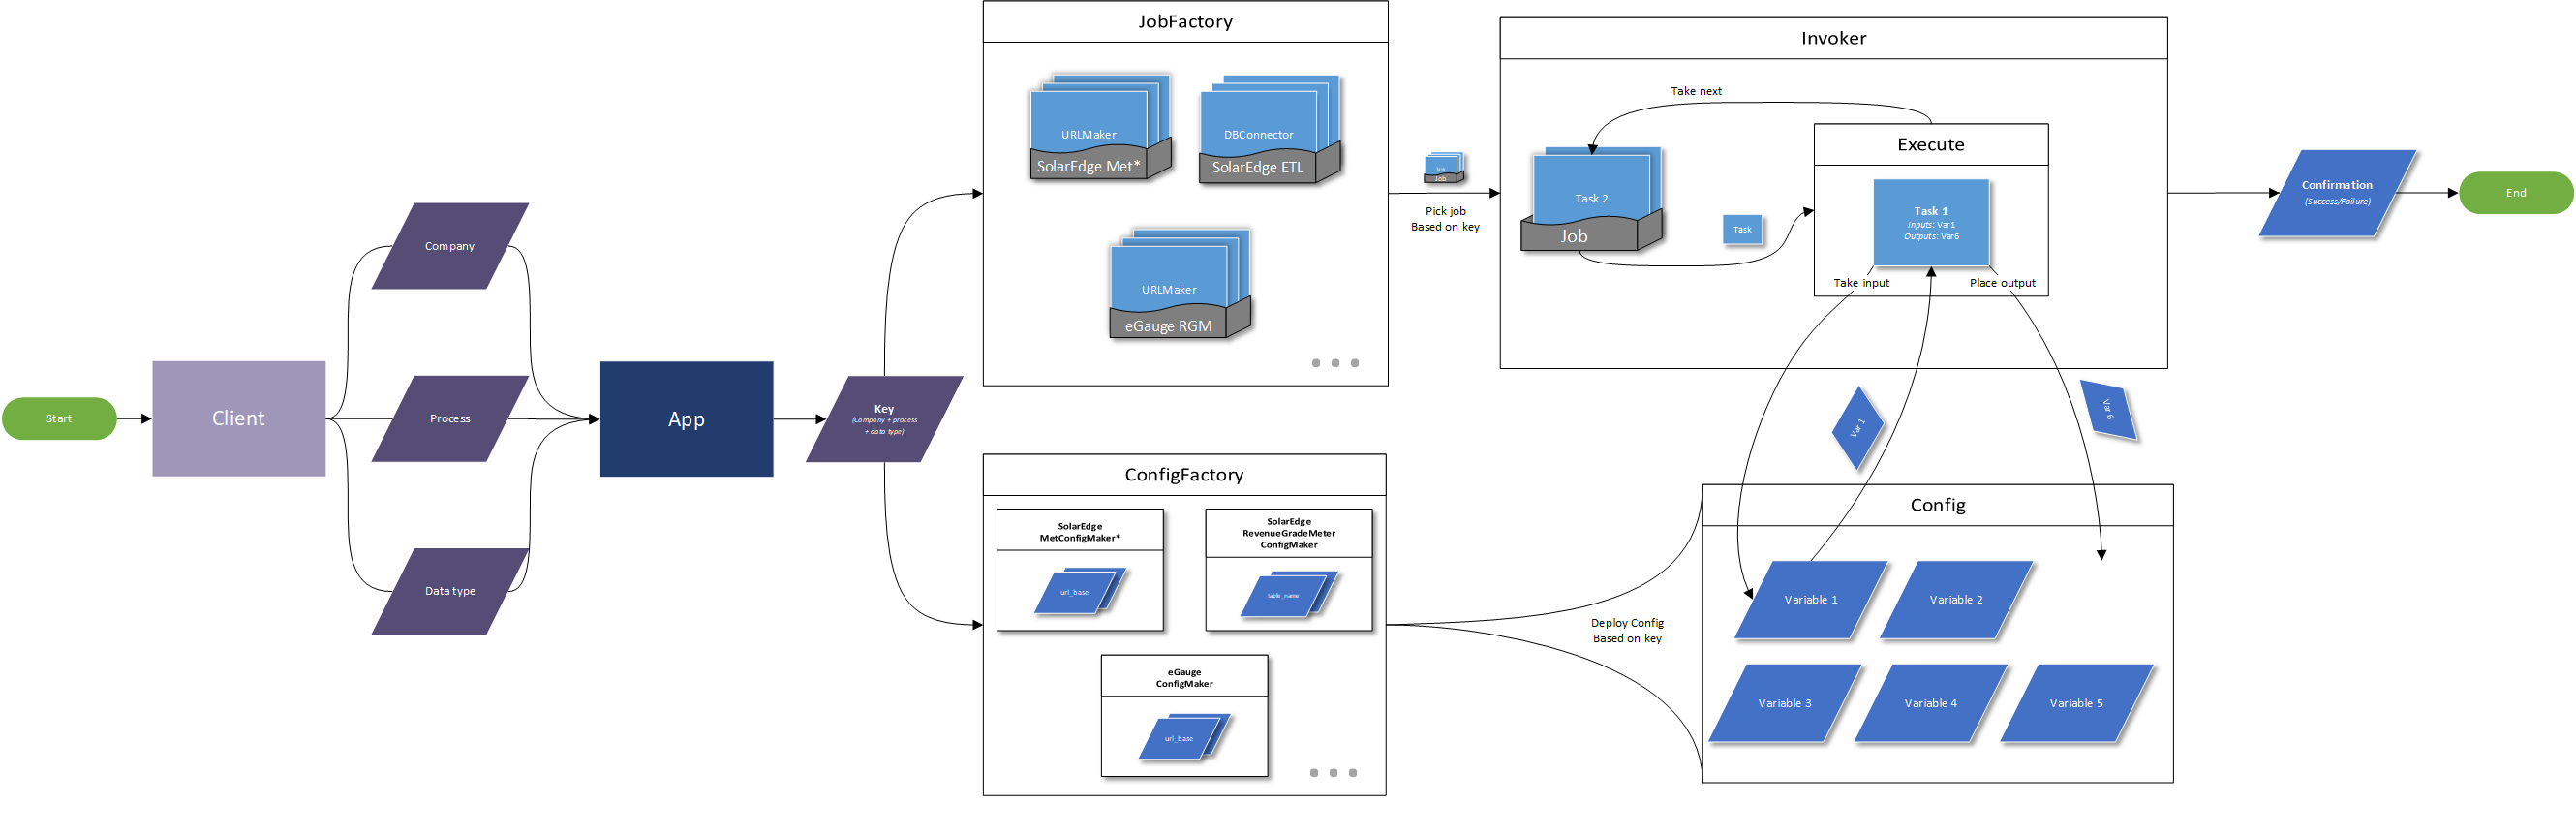 Start
Client
Company
Process
Data type
App
Key
(Company + process
+ data type)
JobFactory
URLMaker
SolarEdge Met*
DBConnector
SolarEdge ETL
URLMaker
eGauge RGM
ConfigFactory
SolarEdge
MetConfigMaker*
url_base
SolarEdge
RevenueGradeMeter
ConfigMaker
table_name
eGauge
ConfigMaker
url_base
Job
Pick job
Based on key
Invoker
Take next
Task 2
Job
Task
Execute
Task 1
Inputs: Var1
Outputs: Var6
Take input
Place output
Var 1
Var 6
Deploy Config
Based on key
Config
Variable 1
Variable 2
Variable 3
Variable 4
Variable 5
Confirmation
(Success/Failure)
End